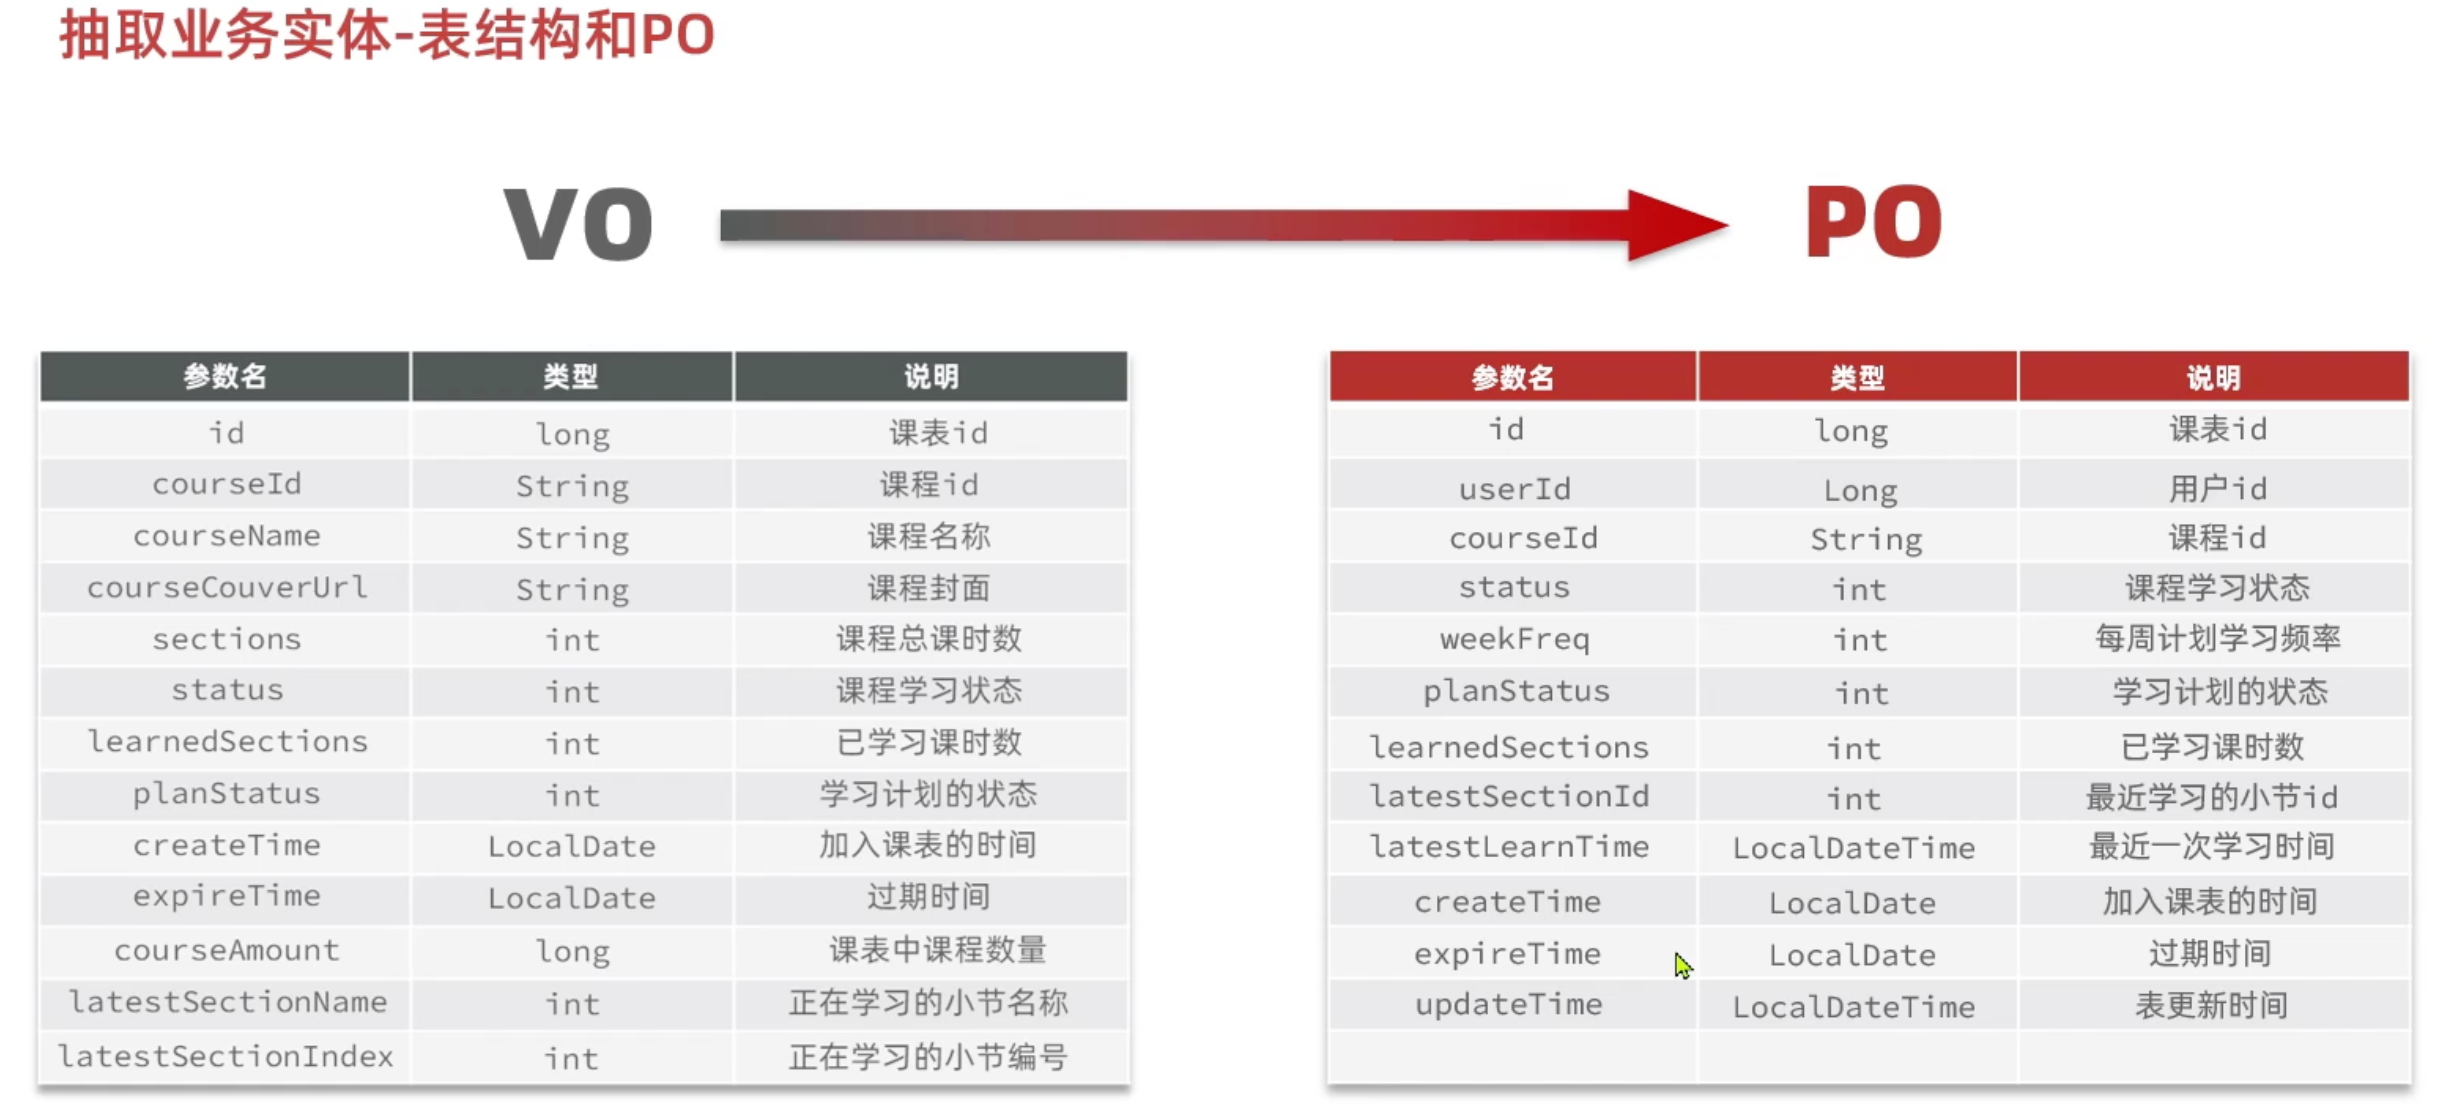 抽取业务实体-表结构和PO
VO
PO
参数名 类型 说明
id long 课表id
courseId String 课程id
courseName String 课程名称
courseCouverUrl String 课程封面
sections int 课程总课时数
status int 课程学习状态
learnedSections int 已学习课时数
planStatus int 学习计划的状态
createTime LocalDate 加入课表的时间
expireTime LocalDate 过期时间
courseAmount long 课表中课程数量
latestSectionName int 正在学习的小节名称
latestSectionIndex int 正在学习的小节编号
参数名 类型 说明
id long 课表id
userId Long 用户id
courseId String 课程id
status int 课程学习状态
weekFreq int 每周计划学习频率
planStatus int 学习计划的状态
learnedSections int 已学习课时数
latestSectionId int 最近学习的小节id
latestLearnTime LocalDateTime 最近一次学习时间
createTime LocalDate 加入课表的时间
expireTime LocalDate 过期时间
updateTime LocalDateTime 表更新时间